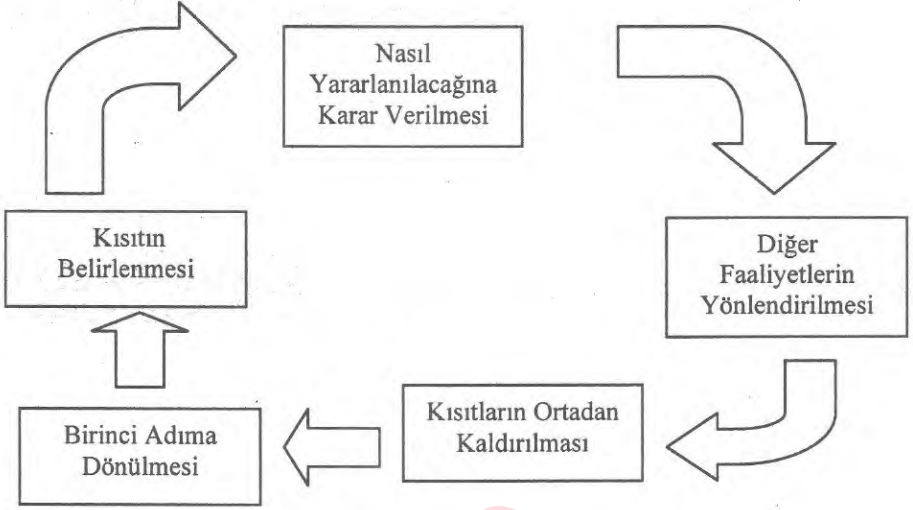 Nasıl
Yararlanılacağına
Karar Verilmesi
Kısıtın
Belirlenmesi
Diğer
Faaliyetlerin
Yönlendirilmesi
Kısıtların Ortadan
Kaldırılması
Birinci Adıma
Dönülmesi